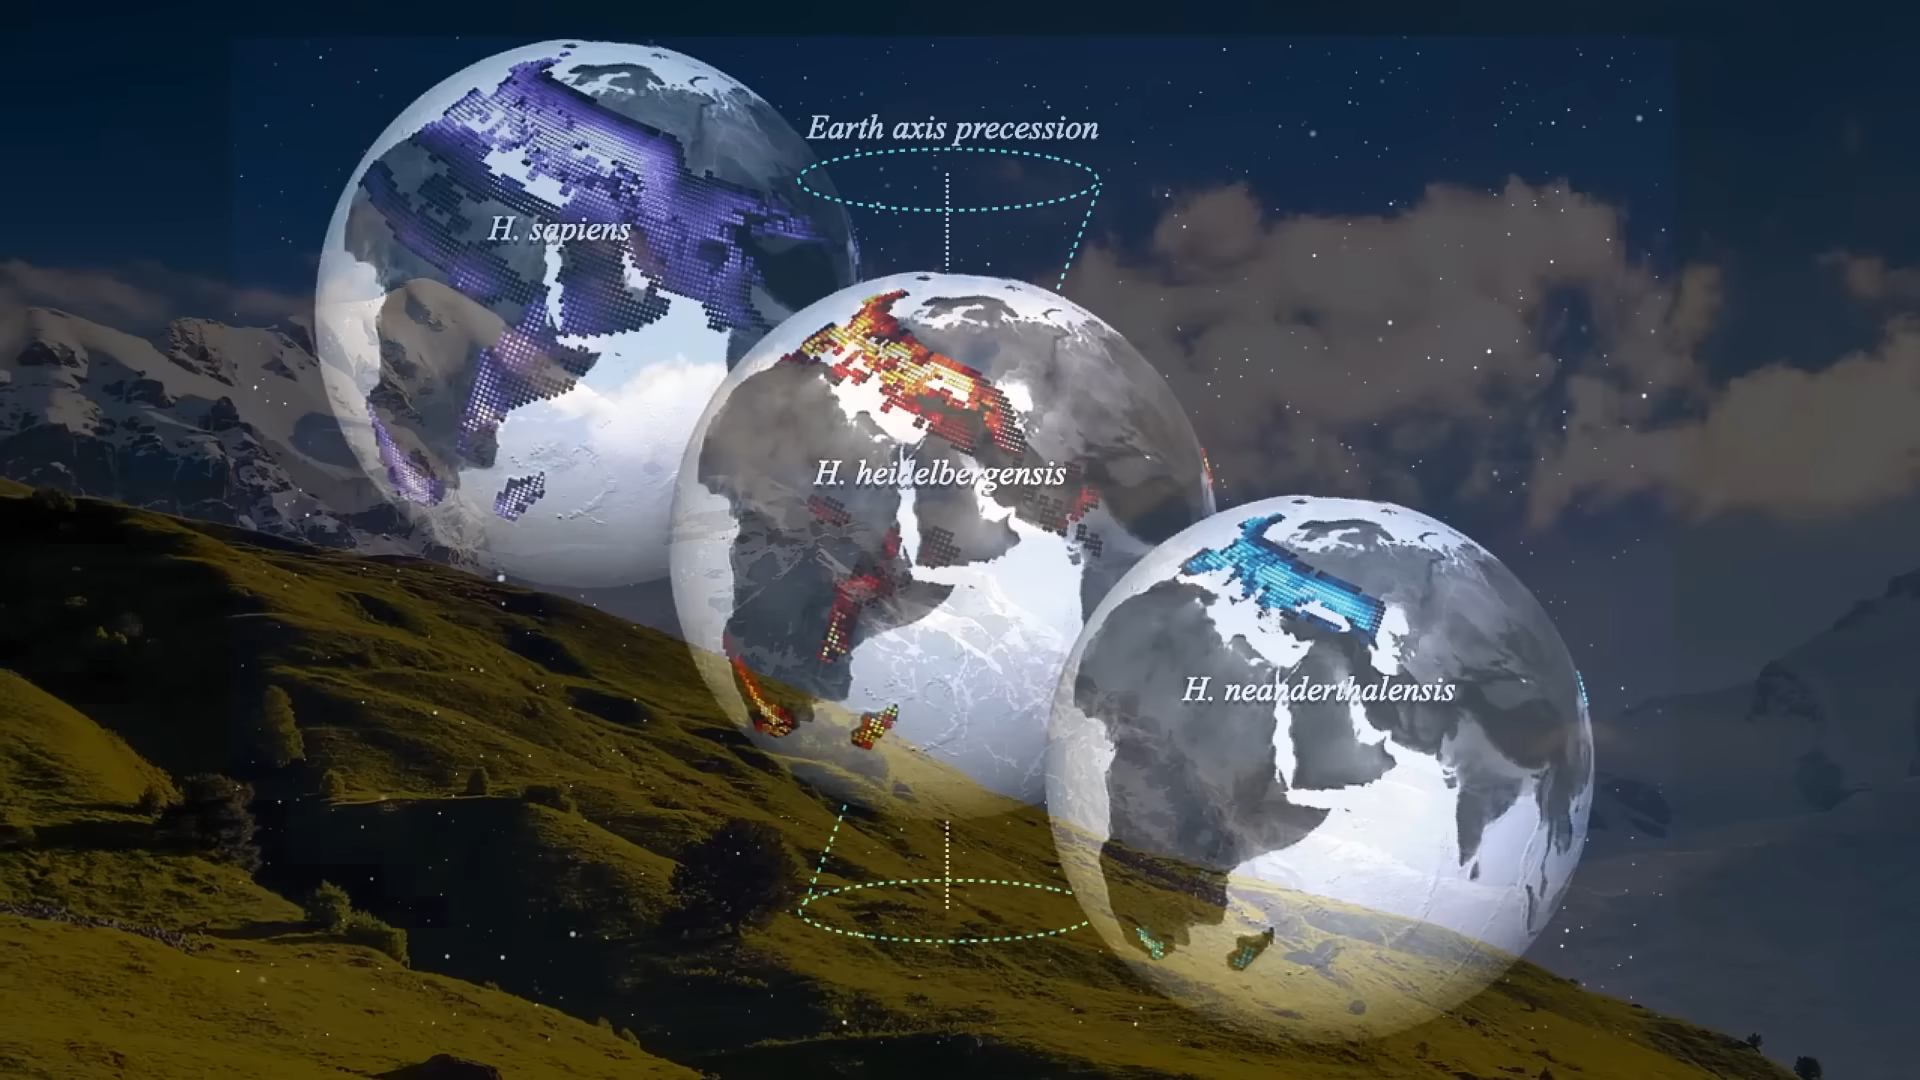 Earth axis precession
H. sapiens
H. heidelbergensis
H. neanderthalensis